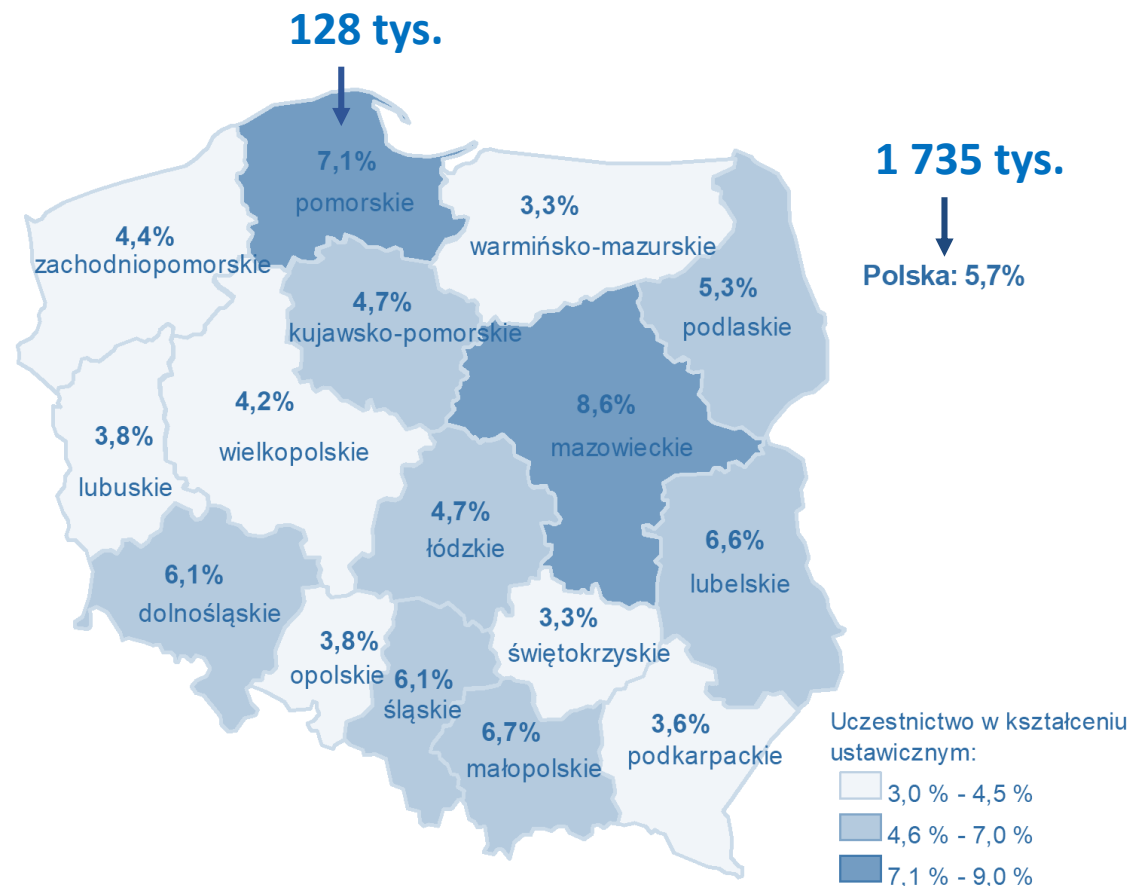 128 tys.
1 735 tys.
Polska: 5,7%
7,1%
pomorskie
3,3%
warmińsko-mazurskie
4,4%
zachodniopomorskie
5,3%
podlaskie
4,7%
kujawsko-pomorskie
4,2%
wielkopolskie
8,6%
mazowieckie
3,8%
lubuskie
4,7%
łódzkie
6,6%
lubelskie
6,1%
dolnośląskie
3,8%
opolskie
3,3%
świętokrzyskie
6,1%
śląskie
6,7%
małopolskie
3,6%
podkarpackie
Uczestnictwo w kształceniu
ustawicznym:
3,0 % - 4,5 %
4,6 % - 7,0 %
7,1 % - 9,0 %